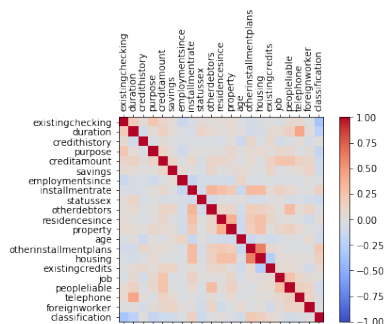 existingchecking
duration
credithistory
purpose
creditamount
savings
employmentsince
installmentrate
statussex
otherdebtors
residencesince
property
age
otherinstallmentplans
housing
existingcredits
job
peopleliable
telephone
foreignworker
classification
existingchecking
duration
credithistory
purpose
creditamount
savings
employmentsince
installmentrate
statussex
otherdebtors
residencesince
property
age
otherinstallmentplans
housing
existingcredits
job
peopleliable
telephone
foreignworker
classification
1.00
0.75
0.50
0.25
0.00
−0.25
−0.50
−0.75
−1.00